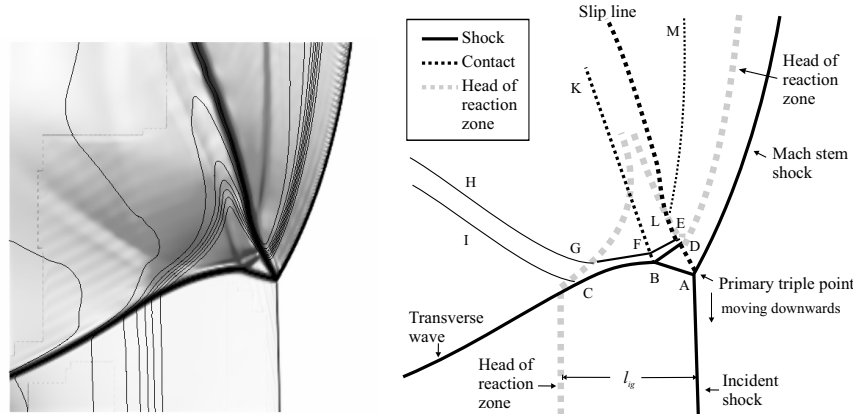 Shock
Contact
Head of
reaction
zone
Slip line
M
K
Head of
reaction
zone
Mach stem
shock
H
I
L
E
G
F
D
C
B
A
Primary triple point
moving downwards
Transverse
wave
Head of
reaction
zone
l_ig
Incident
shock